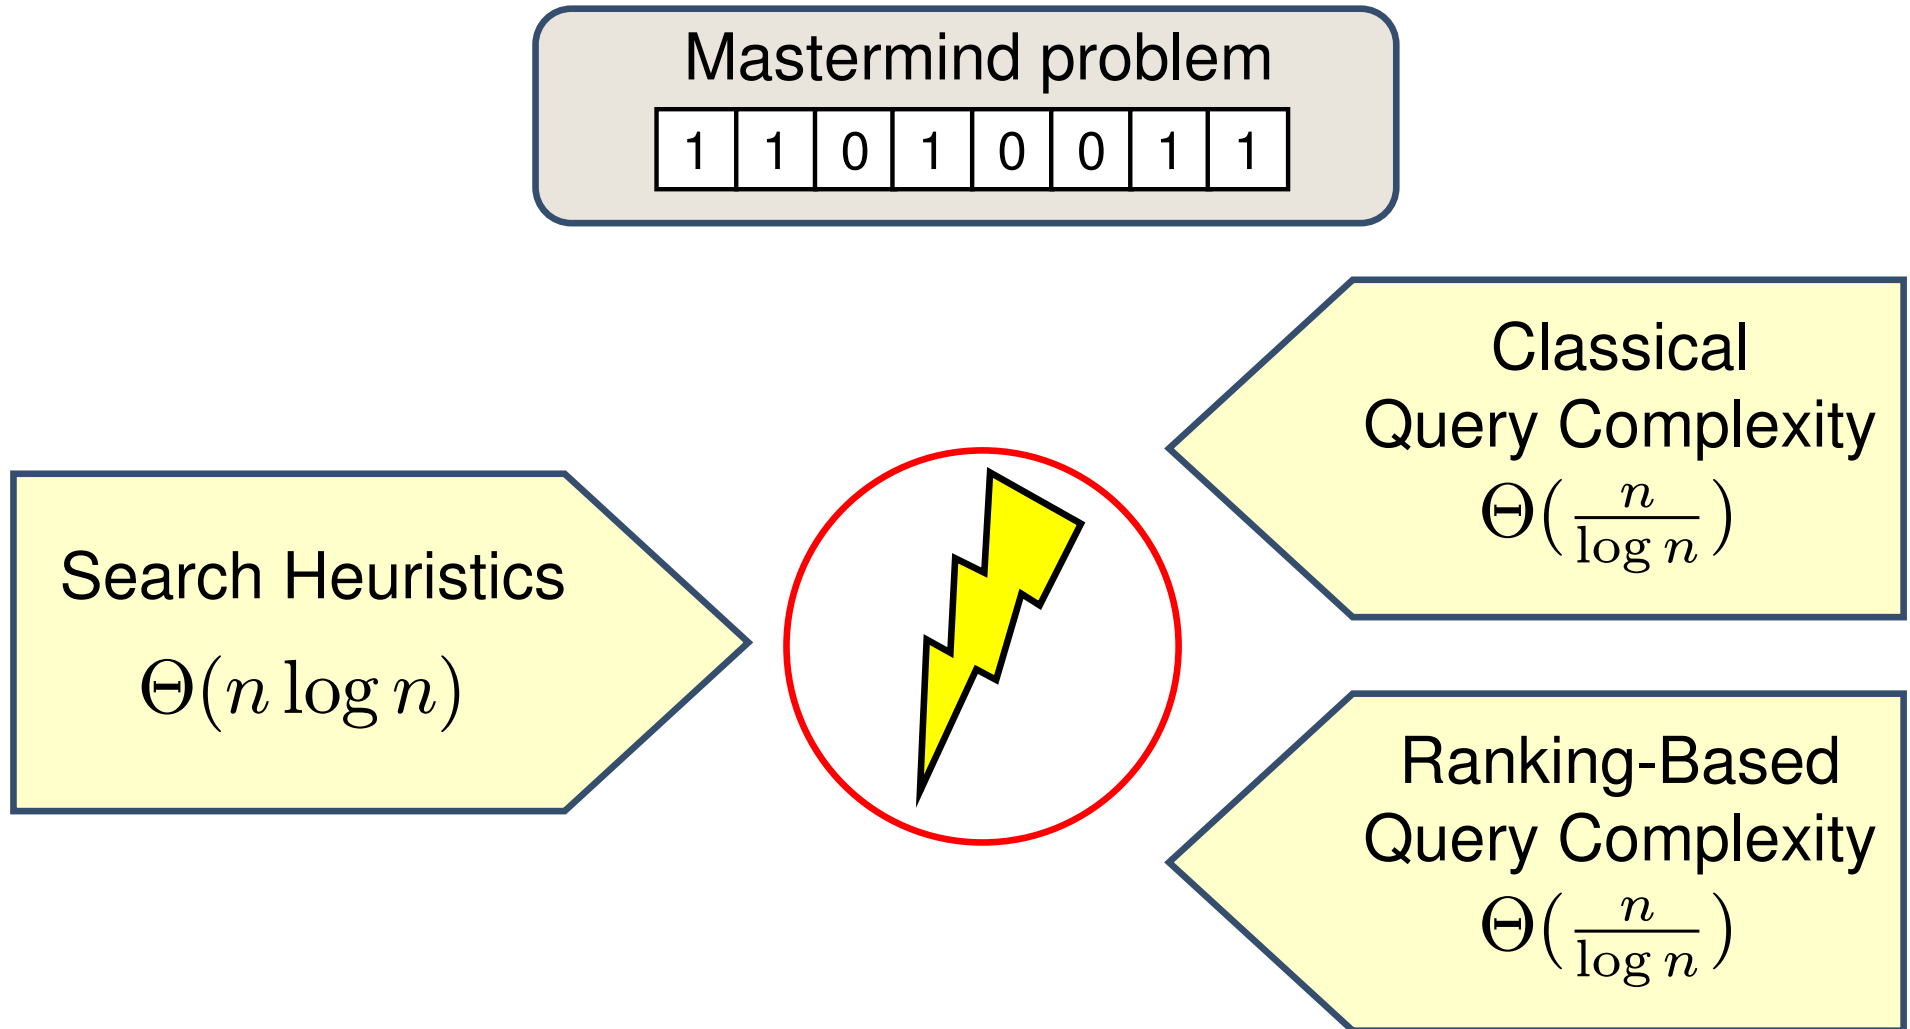 Mastermind problem
1 1 0 1 0 0 1 1
Search Heuristics
Θ(n log n)
Classical
Query Complexity
Θ(n/log n)
Ranking-Based
Query Complexity
Θ(n/log n)